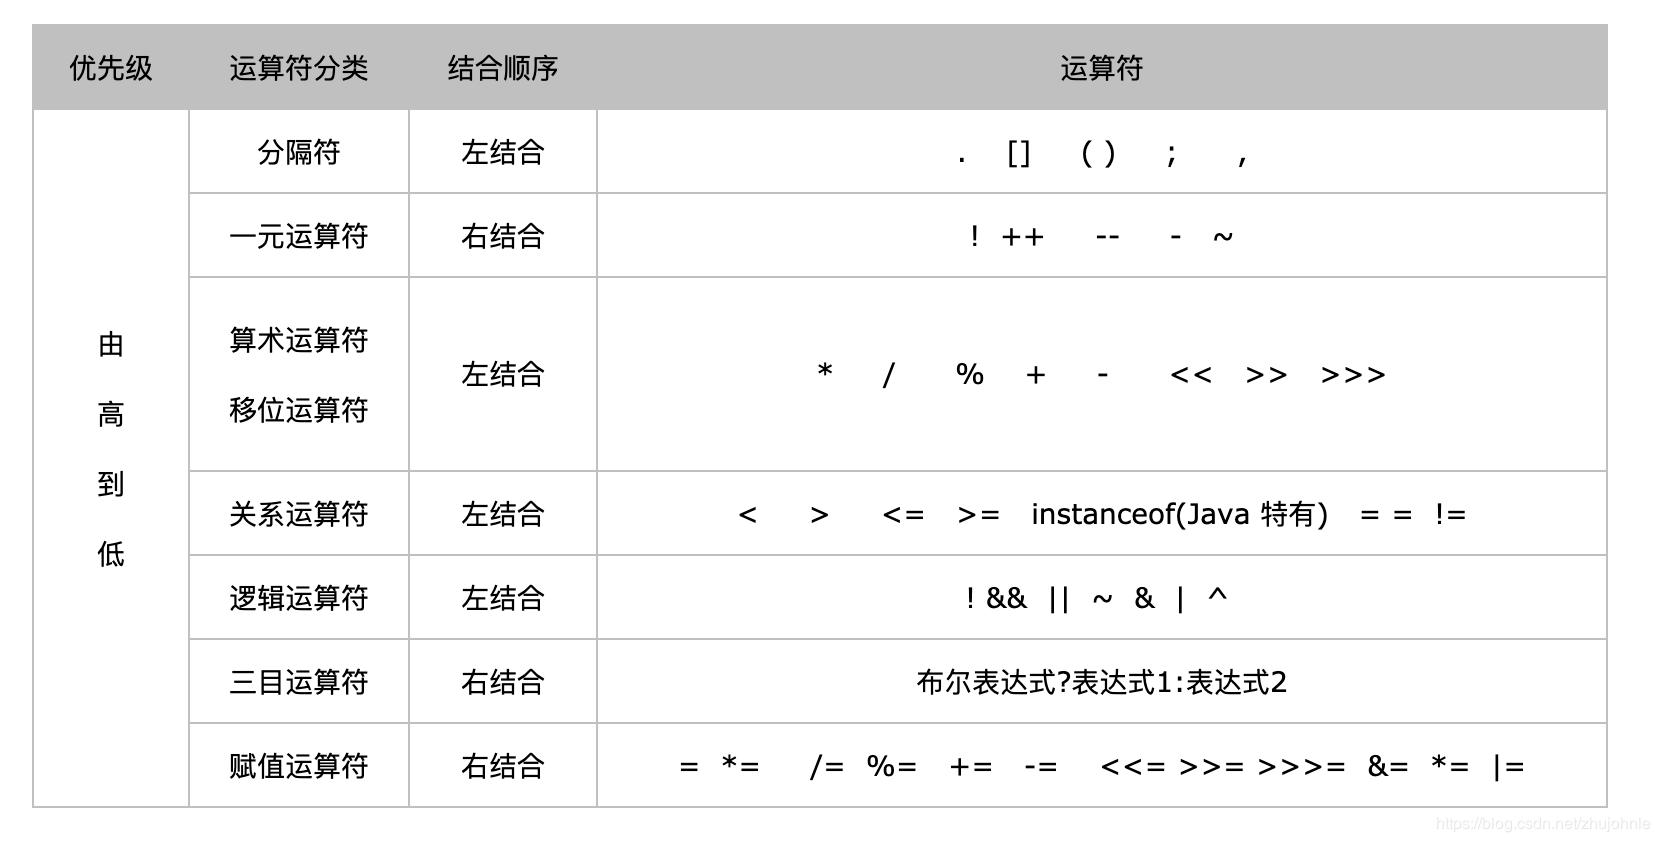 优先级 运算符分类 结合顺序 运算符
由
高
到
低
分隔符 左结合 . [] ( ) ; ,
一元运算符 右结合 ! ++ -- - ~
算术运算符
移位运算符
左结合 * / % + - << >> >>>
关系运算符 左结合 < > <= >= instanceof(Java 特有) = = !=
逻辑运算符 左结合 ! && || ~ & | ^
三目运算符 右结合 布尔表达式?表达式1:表达式2
赋值运算符 右结合 = *= /= %= += -= <<= >>= >>>= &= *= |=
https://blog.csdn.net/zhujohnle